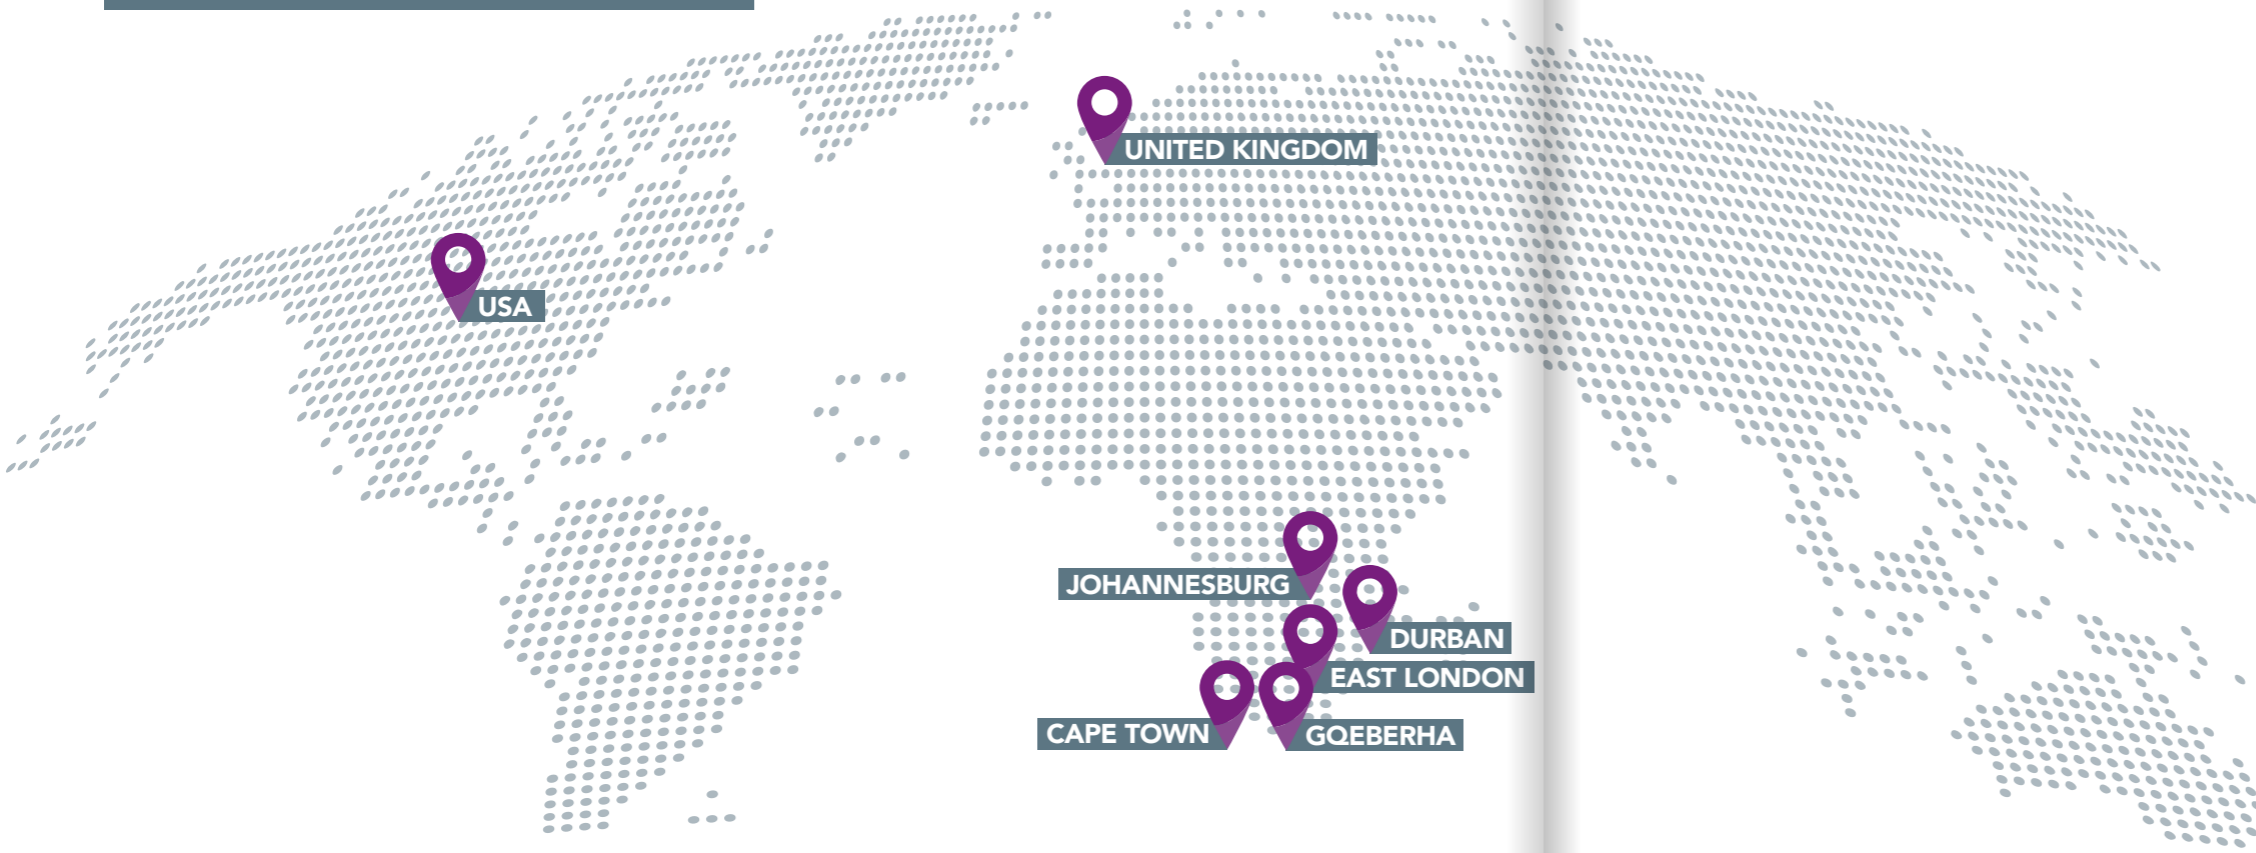 UNITED KINGDOM
USA
JOHANNESBURG
DURBAN
EAST LONDON
CAPE TOWN
GQEBERHA